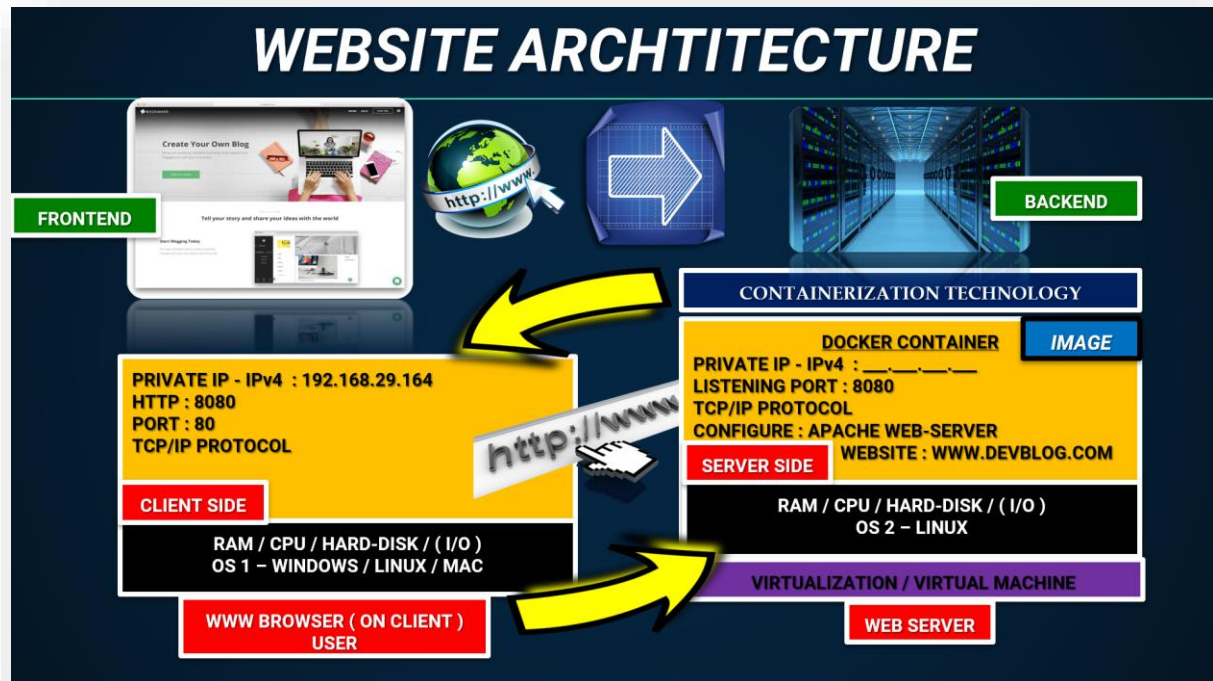 WEBSITE ARCHTITECTURE
Create Your Own Blog
Tell your story and share your ideas with the world
Start Blogging Today
FRONTEND
http://www.
BACKEND
CONTAINERIZATION TECHNOLOGY
DOCKER CONTAINER
IMAGE
PRIVATE IP - IPv4 : __.__.__.__
LISTENING PORT : 8080
TCP/IP PROTOCOL
CONFIGURE : APACHE WEB-SERVER
WEBSITE : WWW.DEVBLOG.COM
SERVER SIDE
RAM / CPU / HARD-DISK / ( I/O )
OS 2 – LINUX
VIRTUALIZATION / VIRTUAL MACHINE
WEB SERVER
PRIVATE IP - IPv4 : 192.168.29.164
HTTP : 8080
PORT : 80
TCP/IP PROTOCOL
http://www
CLIENT SIDE
RAM / CPU / HARD-DISK / ( I/O )
OS 1 – WINDOWS / LINUX / MAC
WWW BROWSER ( ON CLIENT )
USER